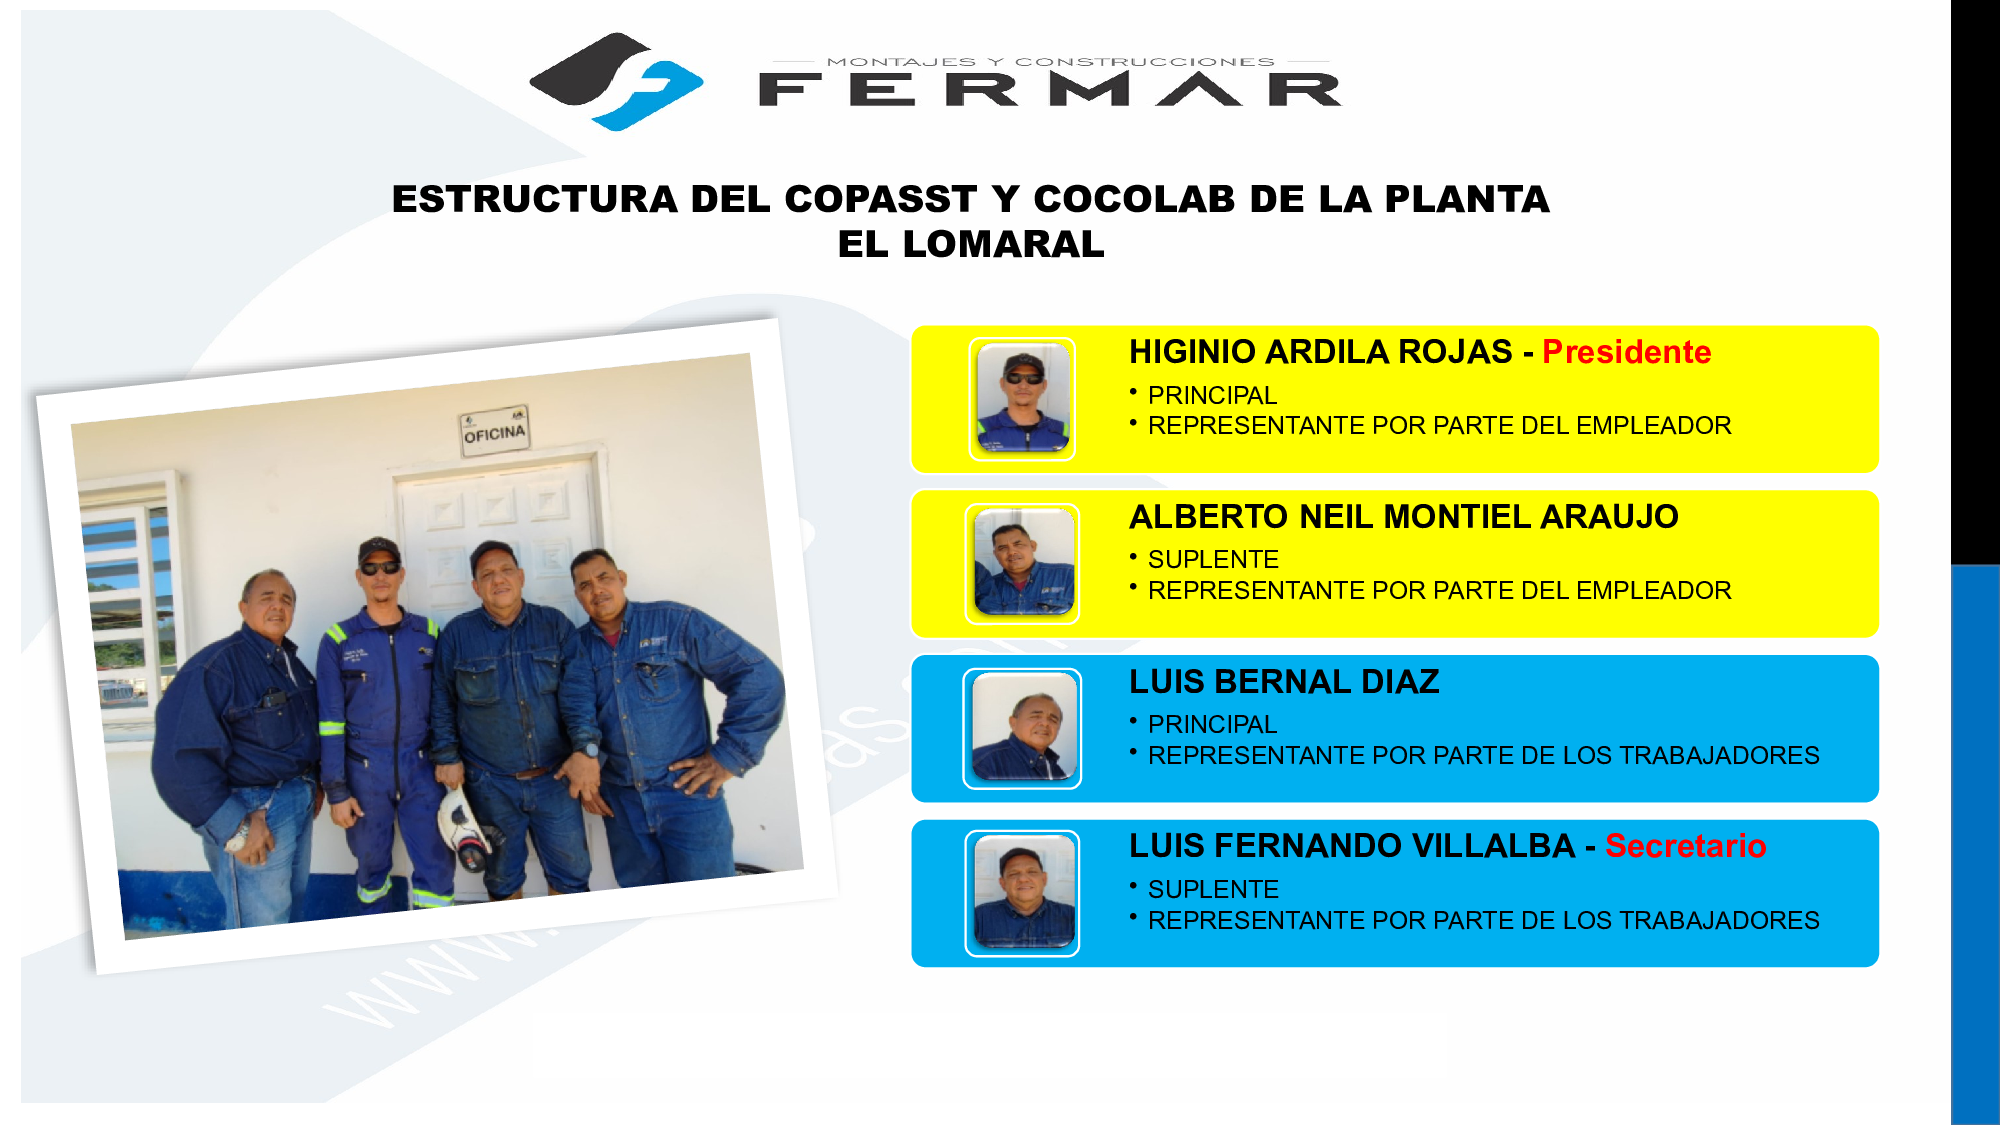 MONTAJES Y CONSTRUCCIONES
FERMAR
ESTRUCTURA DEL COPASST Y COCOLAB DE LA PLANTA
EL LOMARAL
OFICINA
HIGINIO ARDILA ROJAS - Presidente
• PRINCIPAL
• REPRESENTANTE POR PARTE DEL EMPLEADOR
ALBERTO NEIL MONTIEL ARAUJO
• SUPLENTE
• REPRESENTANTE POR PARTE DEL EMPLEADOR
LUIS BERNAL DIAZ
• PRINCIPAL
• REPRESENTANTE POR PARTE DE LOS TRABAJADORES
LUIS FERNANDO VILLALBA - Secretario
• SUPLENTE
• REPRESENTANTE POR PARTE DE LOS TRABAJADORES
www.